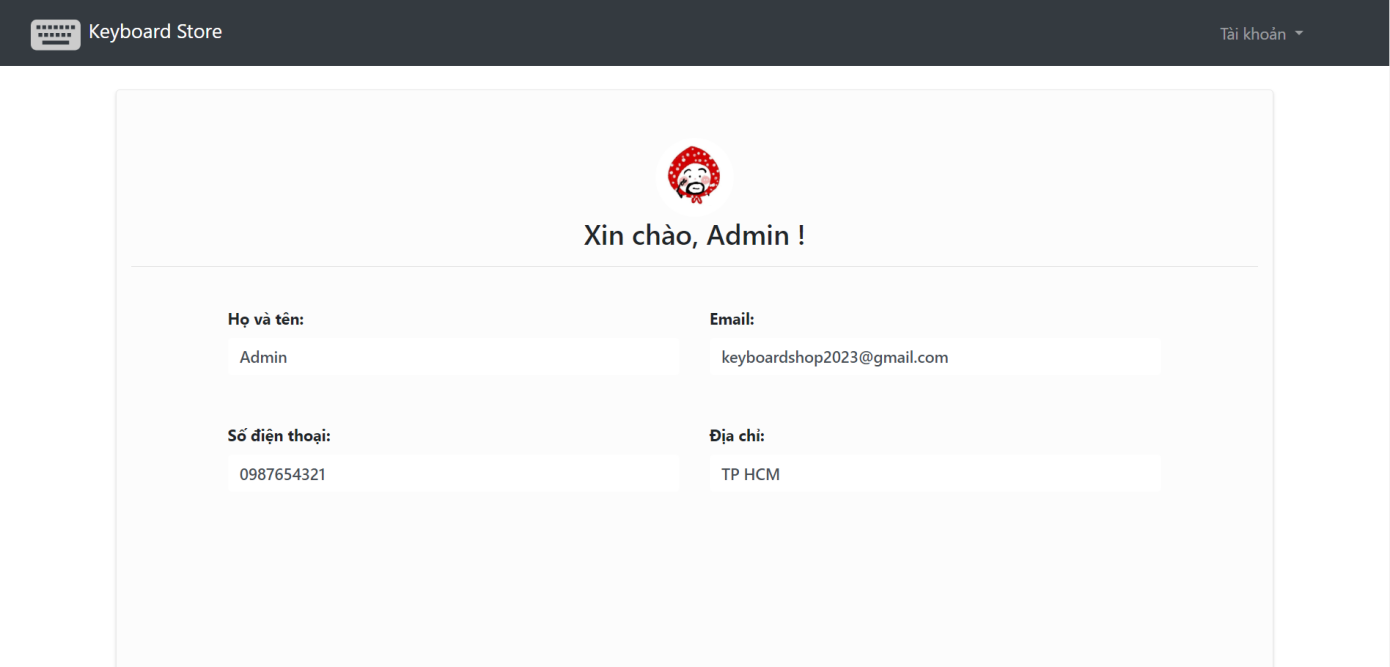 Keyboard Store
Tài khoản
Xin chào, Admin !
Họ và tên:
Email:
Admin
keyboardshop2023@gmail.com
Số điện thoại:
Địa chỉ:
0987654321
TP HCM